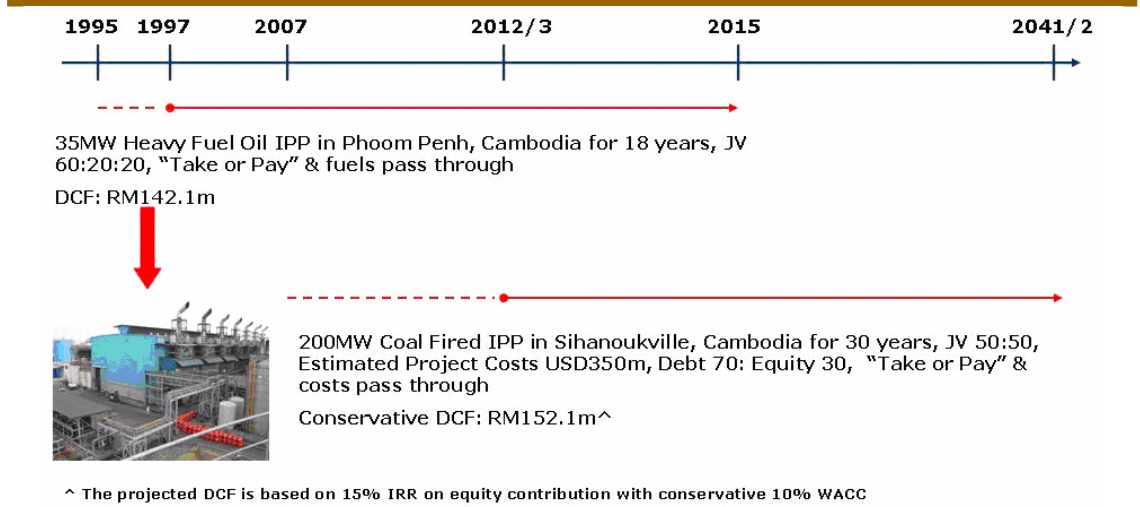 1995 1997 2007 2012/3 2015 2041/2
35MW Heavy Fuel Oil IPP in Phoom Penh, Cambodia for 18 years, JV
60:20:20, “Take or Pay” & fuels pass through
DCF: RM142.1m
200MW Coal Fired IPP in Sihanoukville, Cambodia for 30 years, JV 50:50,
Estimated Project Costs USD350m, Debt 70: Equity 30, “Take or Pay” &
costs pass through
Conservative DCF: RM152.1m^
^ The projected DCF is based on 15% IRR on equity contribution with conservative 10% WACC